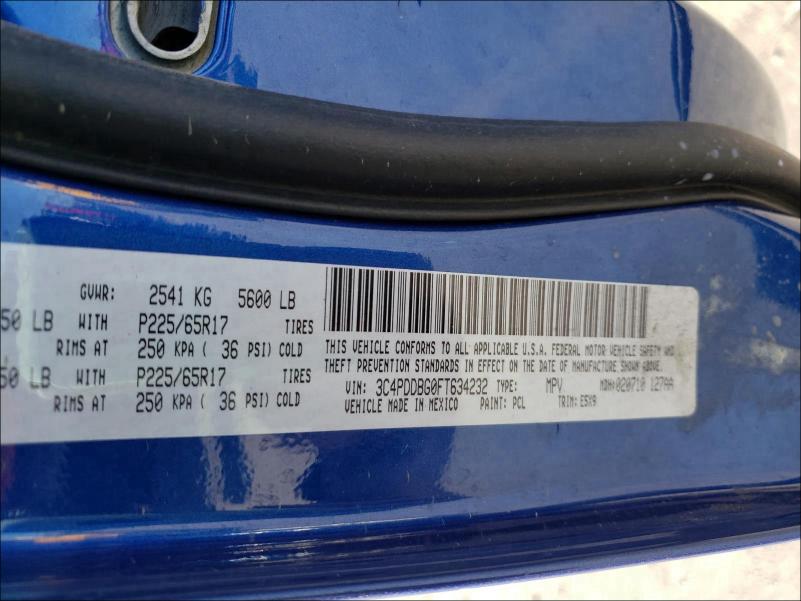 GVWR: 2541 KG 5600 LB
50 LB WITH P225/65R17 TIRES
RIMS AT 250 KPA ( 36 PSI) COLD
50 LB WITH P225/65R17 TIRES
RIMS AT 250 KPA ( 36 PSI) COLD
THIS VEHICLE CONFORMS TO ALL APPLICABLE U.S.A. FEDERAL MOTOR VEHICLE SAFETY AND
THEFT PREVENTION STANDARDS IN EFFECT ON THE DATE OF MANUFACTURE SHOWN ABOVE.
VIN: 3C4PDDBG0FT634232 TYPE: MPV MDH:020710 127AA
VEHICLE MADE IN MEXICO PAINT: PCL TRIM: E5X9